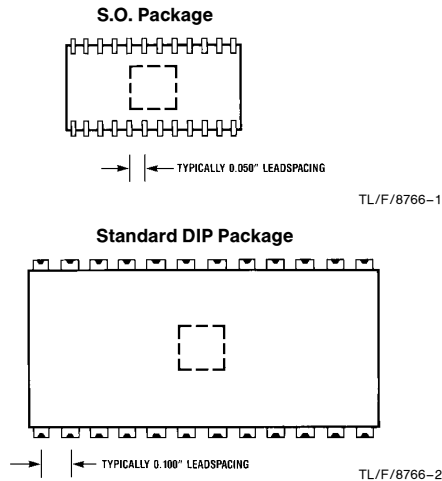 S.O. Package
TYPICALLY 0.050″ LEADSPACING
TL/F/8766–1
Standard DIP Package
TYPICALLY 0.100″ LEADSPACING
TL/F/8766–2